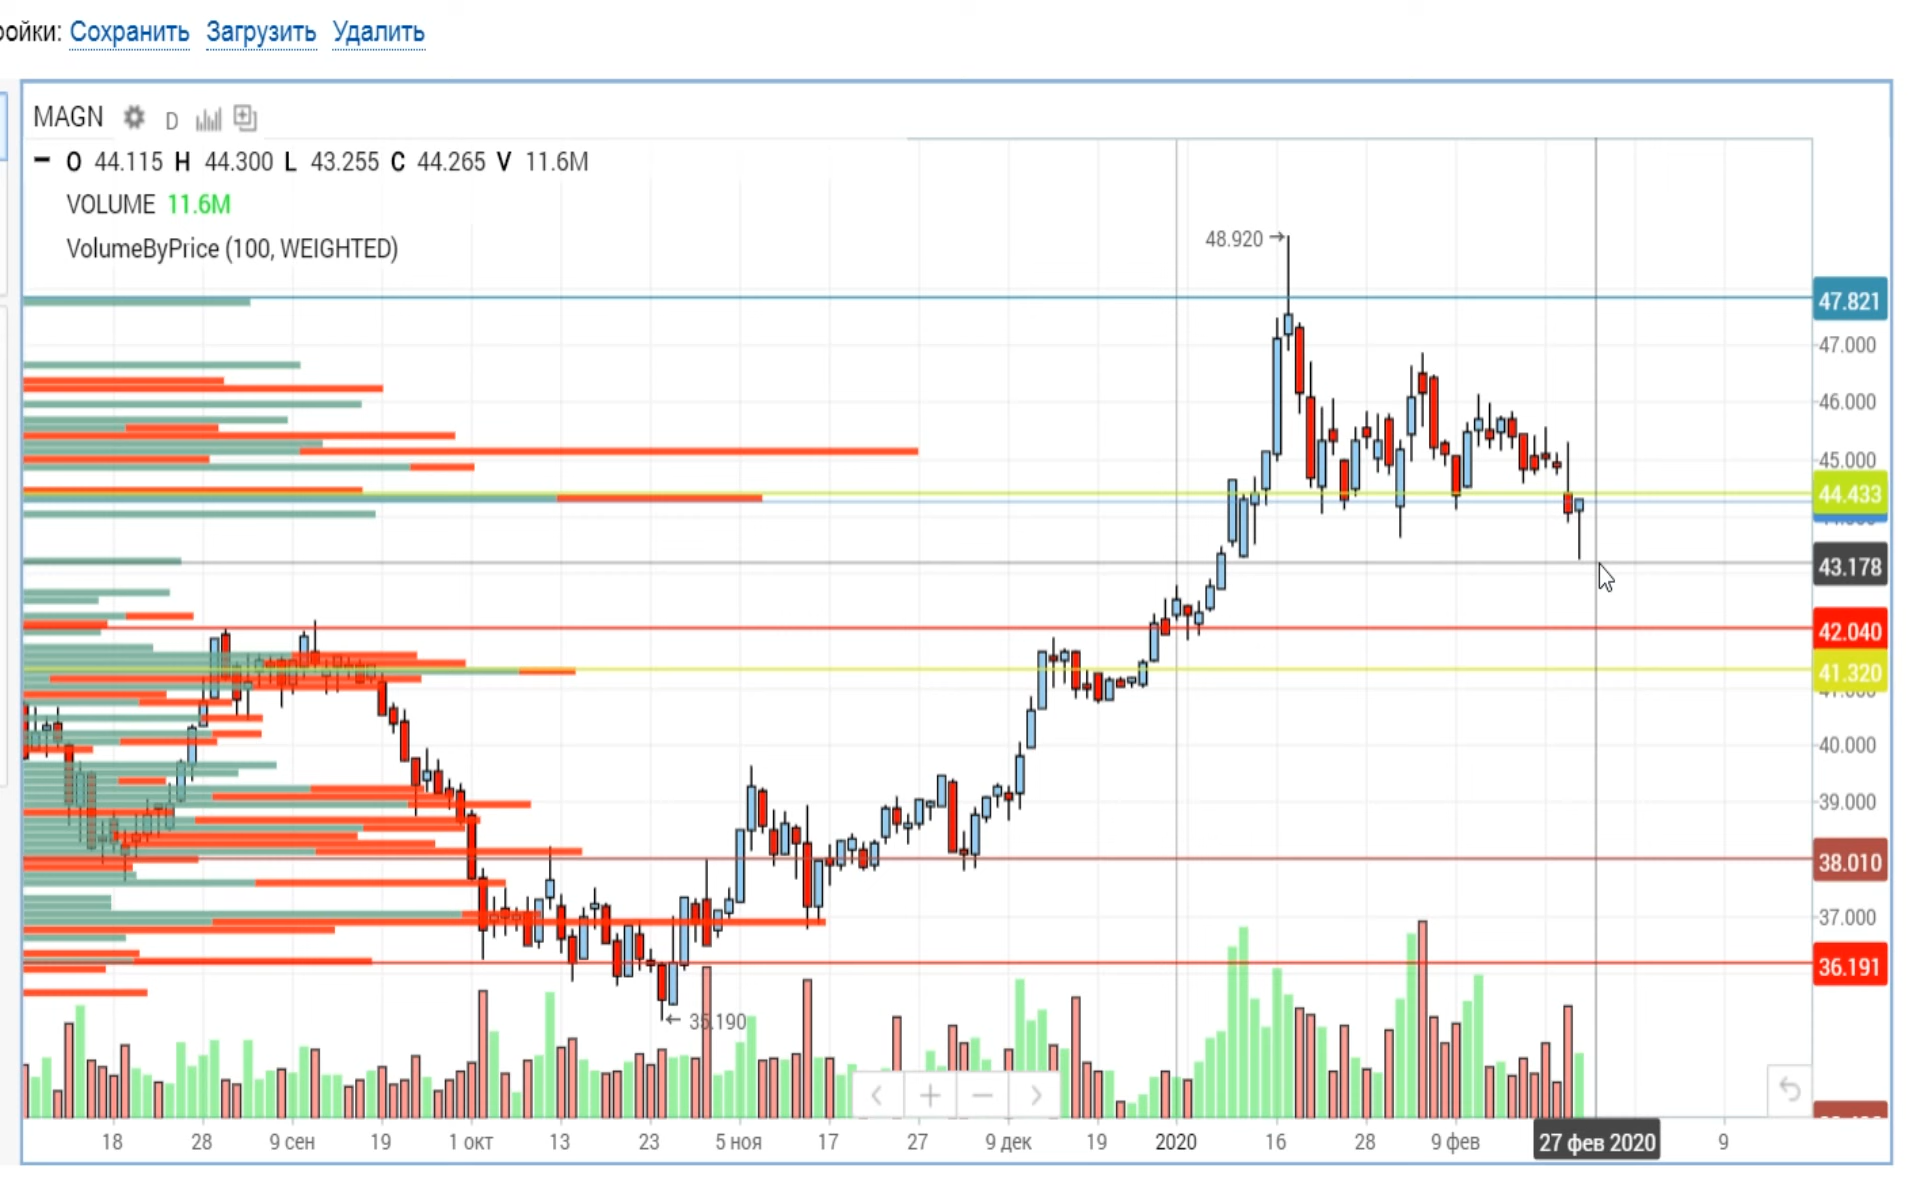 ройки: Сохранить Загрузить Удалить
MAGN D
O 44.115 H 44.300 L 43.255 C 44.265 V 11.6M
VOLUME 11.6M
VolumeByPrice (100, WEIGHTED)
48.920
47.821
47.000
46.000
45.000
44.433
43.178
42.040
41.320
40.000
39.000
38.010
37.000
36.191
35.190
18 28 9 сен 19 1 окт 13 23 5 ноя 17 27 9 дек 19 2020 16 28 9 фев 27 фев 2020 9